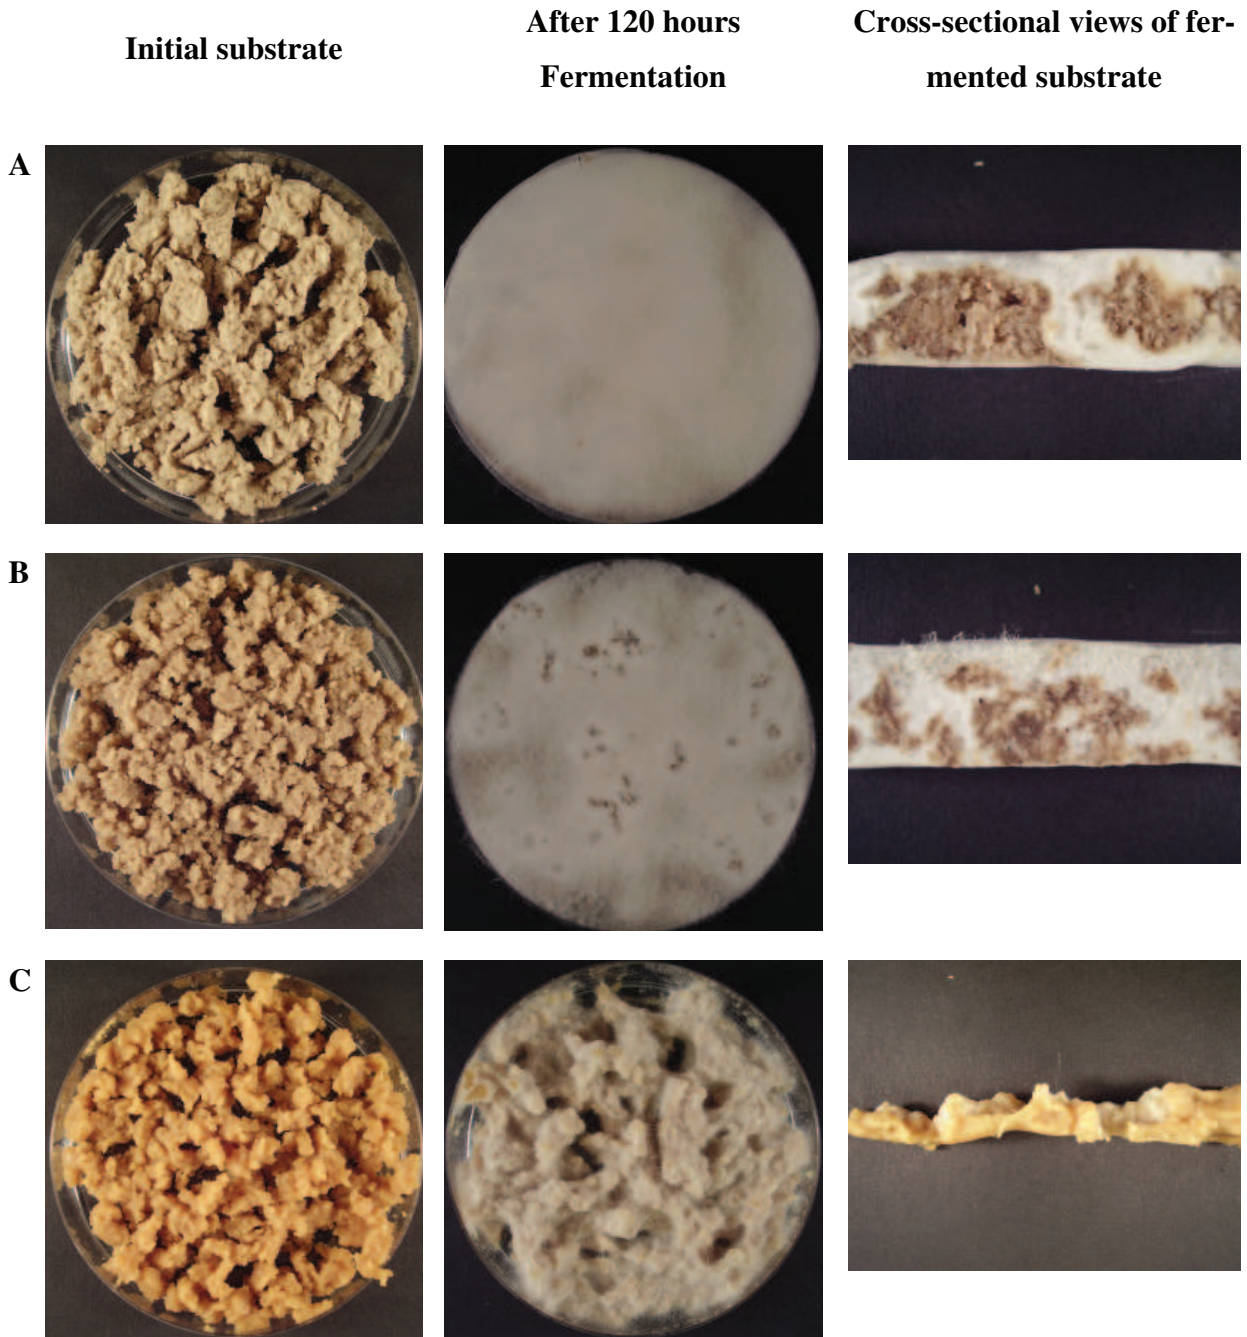 Initial substrate
After 120 hours
Fermentation
Cross-sectional views of fer-
mented substrate
A
B
C